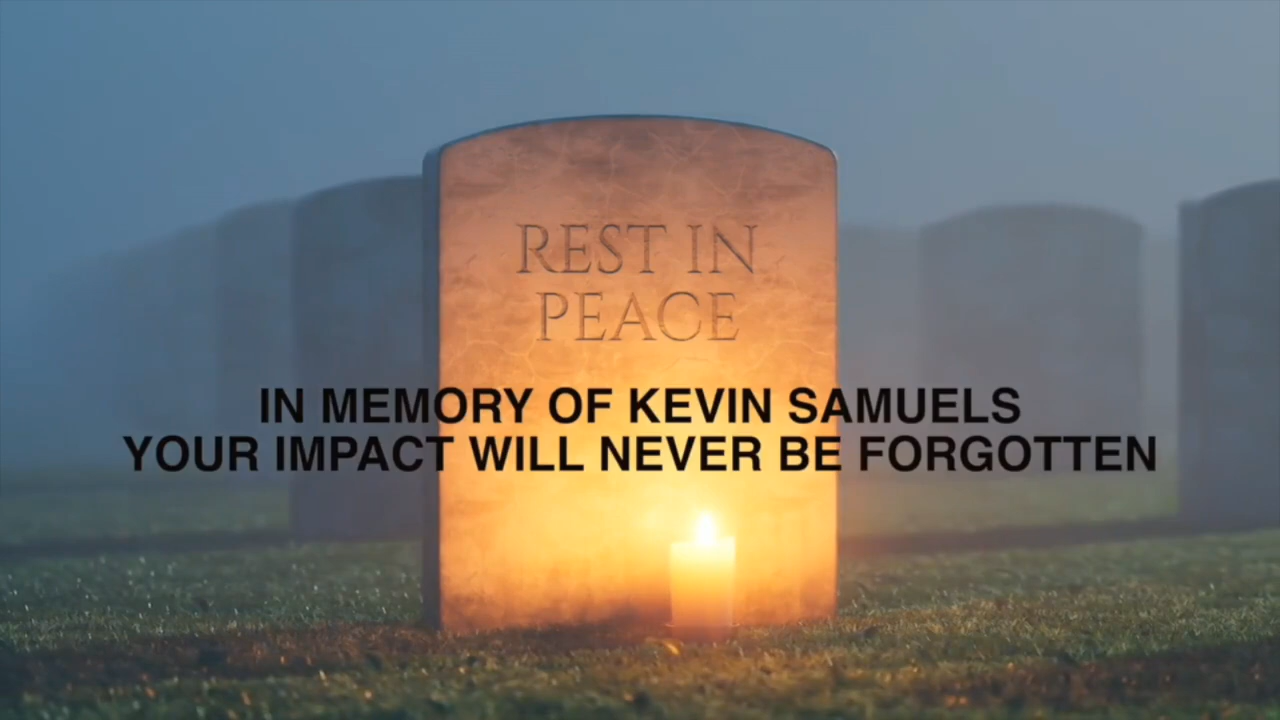 REST IN
PEACE
IN MEMORY OF KEVIN SAMUELS
YOUR IMPACT WILL NEVER BE FORGOTTEN